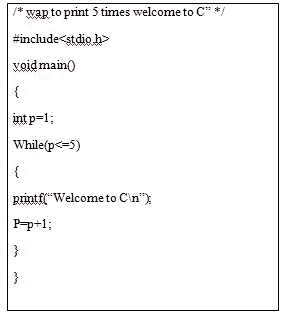 /* wap to print 5 times welcome to C” */
#include<stdio.h>
void main()
{
int p=1;
While(p<=5)
{
printf(“Welcome to C\n”);
P=p+1;
}
}